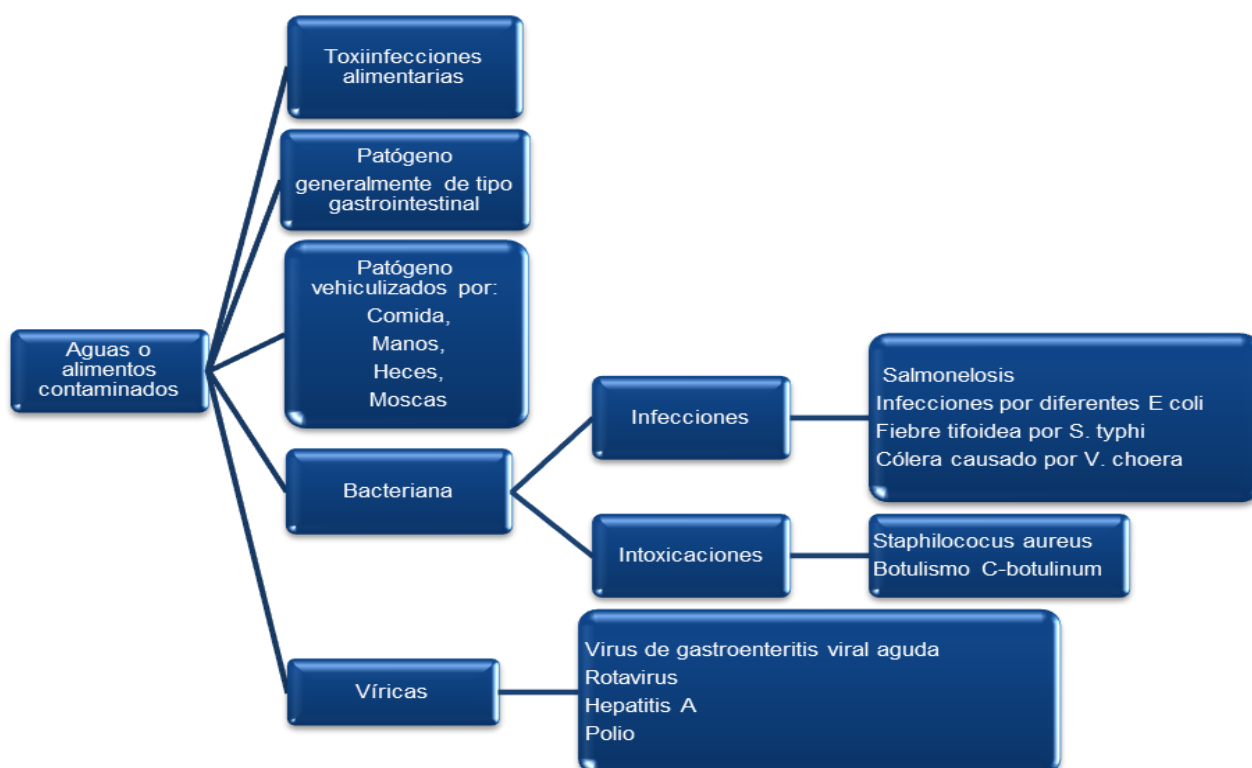 Toxiinfecciones
alimentarias
Patógeno
generalmente de tipo
gastrointestinal
Patógeno
vehiculizados por:
Comida,
Manos,
Heces,
Moscas
Aguas o
alimentos
contaminados
Bacteriana
Infecciones
Salmonelosis
Infecciones por diferentes E coli
Fiebre tifoidea por S. typhi
Cólera causado por V. choera
Intoxicaciones
Staphilococus aureus
Botulismo C-botulinum
Víricas
Virus de gastroenteritis viral aguda
Rotavirus
Hepatitis A
Polio